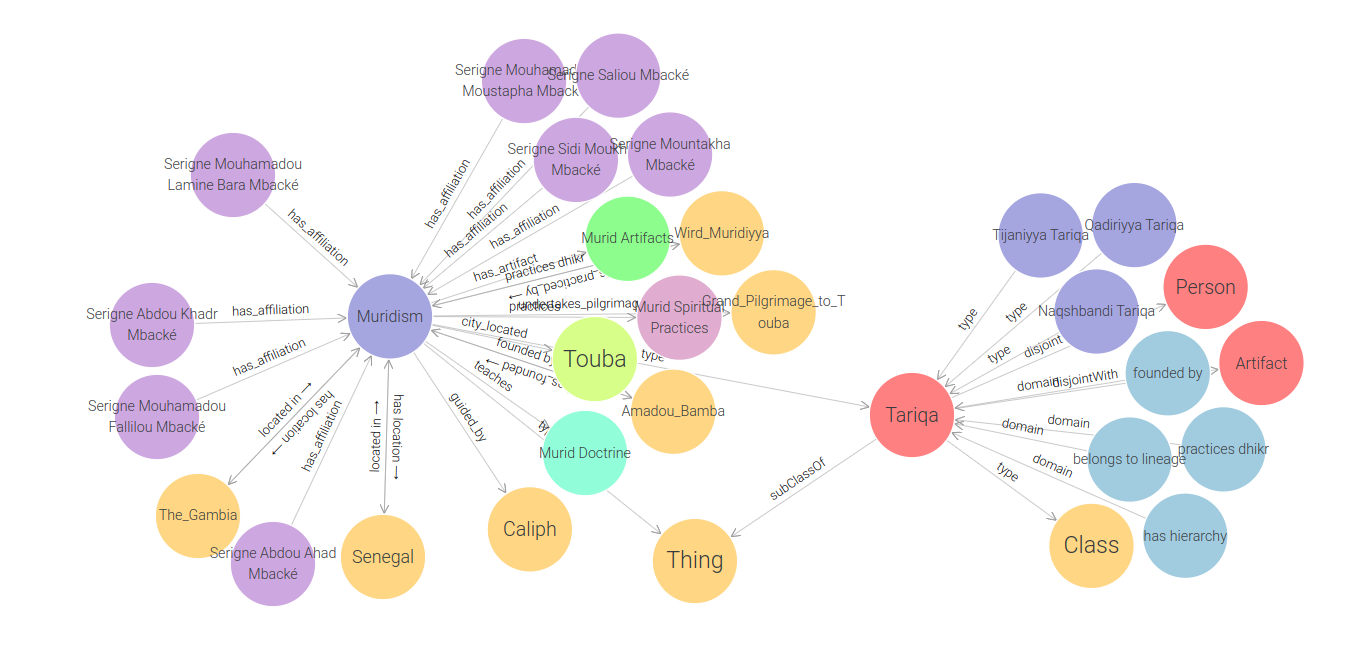 Serigne Mouhamad
Moustapha Mback
Serigne Saliou Mbacké
Serigne Sidi Moukh
Mbacké
Serigne Mountakha
Mbacké
Serigne Mouhamadou
Lamine Bara Mbacké
has_affiliation
has_affiliation
has_affiliation
has_affiliation
has_affiliation
Murid Artifacts
Wird_Muridiyya
has_artifact
practices dhikr
practiced_by
practices
undertakes_pilgrimag
Murid Spiritual
Practices
Grand_Pilgrimage_to_T
ouba
Serigne Abdou Khadr
Mbacké
has_affiliation
Muridism
city_located
founded by
founded
teaches
Touba
type
Amadou_Bamba
Serigne Mouhamadou
Fallilou Mbacké
has_affiliation
located in →
has location →
has_affiliation
located in →
has location →
guided_by
Murid Doctrine
The_Gambia
Serigne Abdou Ahad
Mbacké
Senegal
Caliph
Thing
subClassOf
Tariqa
Tijaniyya Tariqa
Qadiriyya Tariqa
Naqshbandi Tariqa
Person
type
type
type
disjoint
domain
disjointWith
founded by
Artifact
domain
domain
belongs to lineage
practices dhikr
domain
type
has hierarchy
Class